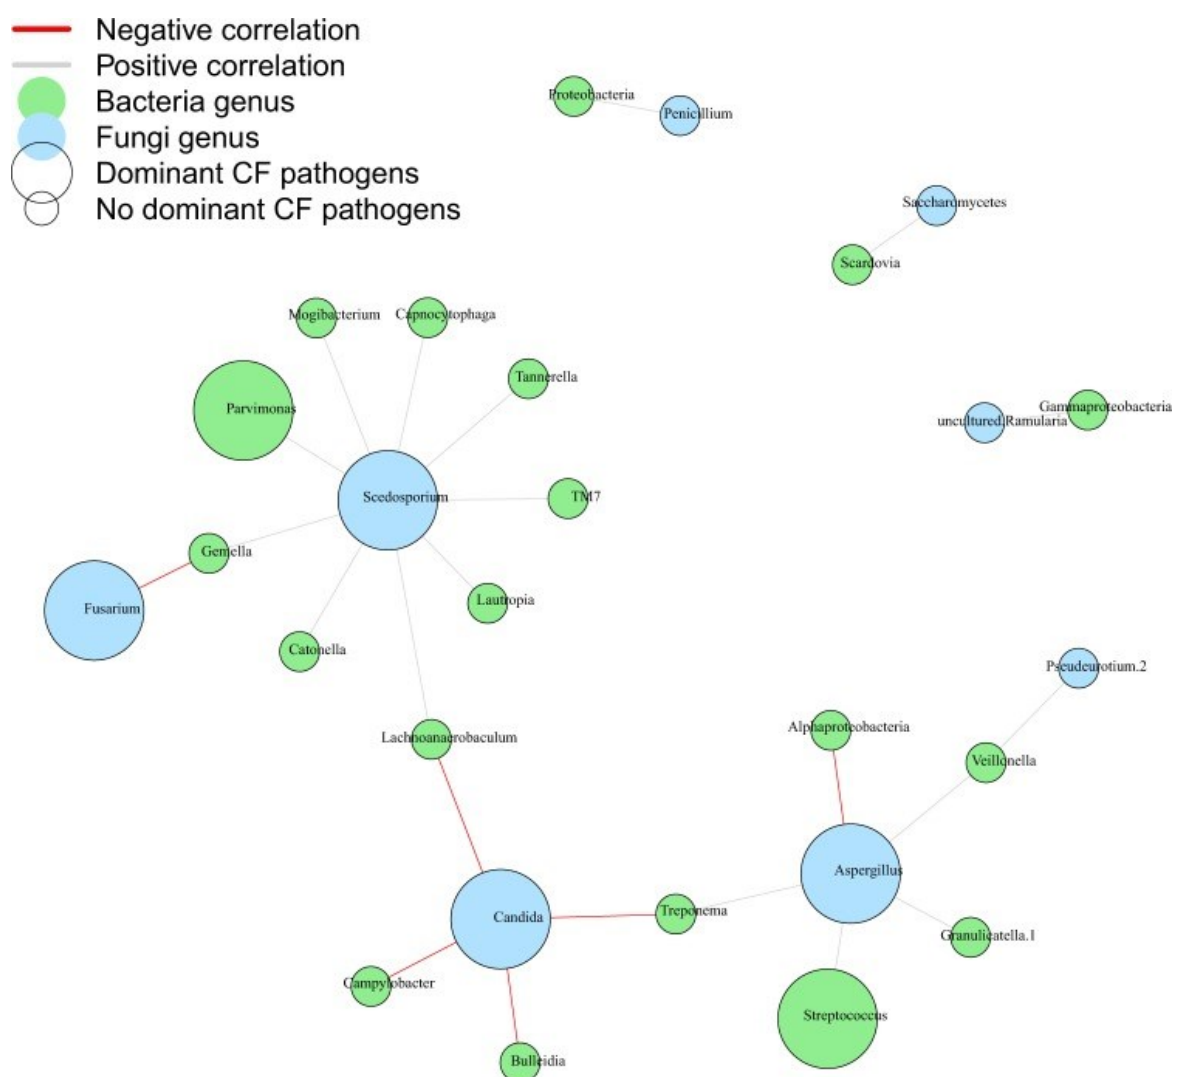 Negative correlation
Positive correlation
Bacteria genus
Fungi genus
Dominant CF pathogens
No dominant CF pathogens
Proteobacteria
Penicillium
Saccharomycetes
Scardovia
Mogibacterium
Capnocytophaga
Tannerella
Parvimonas
Gammaproteobacteria
uncultured.Ramularia
Scedosporium
TM7
Gemella
Lautropia
Fusarium
Catonella
Pseudeurotium.2
Lachnoanaerobaculum
Alphaproteobacteria
Veillonella
Aspergillus
Candida
Treponema
Granulicatella.1
Campylobacter
Streptococcus
Bulleidia